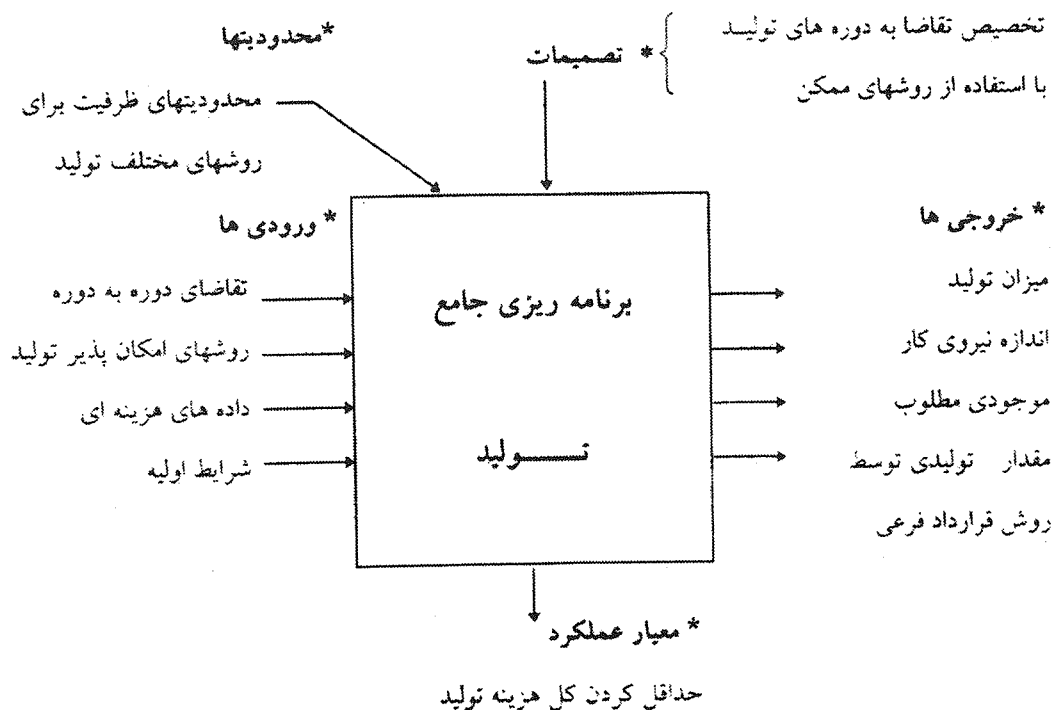 *محدودیتها
محدودیتهای ظرفیت برای
روشهای مختلف تولید
* تصمیمات
تخصیص تقاضا به دوره های تولیـد
با استفاده از روشهای ممکن
* ورودی ها
تقاضای دوره به دوره
روشهای امکان پذیر تولید
داده های هزینه ای
شرایط اولیه
برنامه ریزی جامع
تـــــولید
* خروجی ها
میزان تولید
اندازه نیروی کار
موجودی مطلوب
مقدار تولیدی توسط
روش قرارداد فرعی
* معیار عملکرد
حداقل کردن کل هزینه تولید